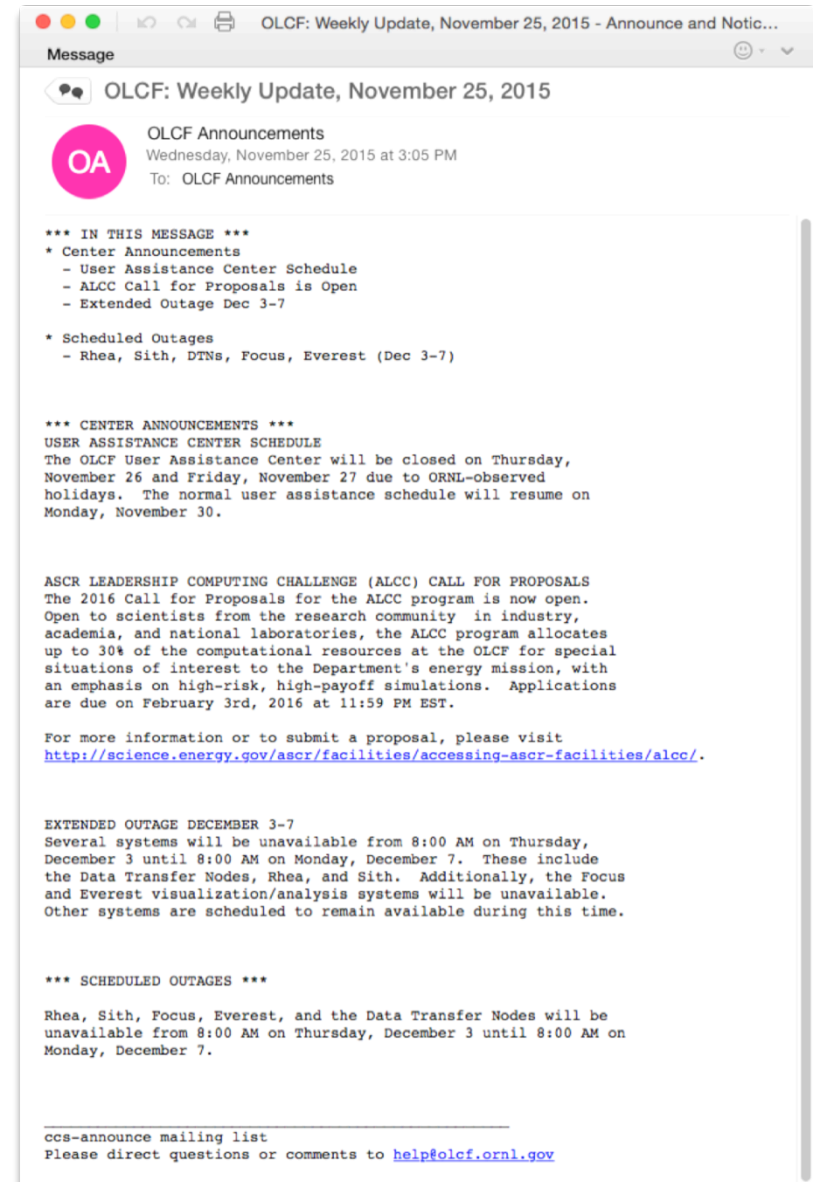 OLCF: Weekly Update, November 25, 2015 - Announce and Notic...
Message
OLCF: Weekly Update, November 25, 2015
OA
OLCF Announcements
Wednesday, November 25, 2015 at 3:05 PM
To: OLCF Announcements
*** IN THIS MESSAGE ***
* Center Announcements
- User Assistance Center Schedule
- ALCC Call for Proposals is Open
- Extended Outage Dec 3-7
* Scheduled Outages
- Rhea, Sith, DTNs, Focus, Everest (Dec 3-7)
*** CENTER ANNOUNCEMENTS ***
USER ASSISTANCE CENTER SCHEDULE
The OLCF User Assistance Center will be closed on Thursday,
November 26 and Friday, November 27 due to ORNL-observed
holidays. The normal user assistance schedule will resume on
Monday, November 30.
ASCR LEADERSHIP COMPUTING CHALLENGE (ALCC) CALL FOR PROPOSALS
The 2016 Call for Proposals for the ALCC program is now open.
Open to scientists from the research community in industry,
academia, and national laboratories, the ALCC program allocates
up to 30% of the computational resources at the OLCF for special
situations of interest to the Department's energy mission, with
an emphasis on high-risk, high-payoff simulations. Applications
are due on February 3rd, 2016 at 11:59 PM EST.
For more information or to submit a proposal, please visit
http://science.energy.gov/ascr/facilities/accessing-ascr-facilities/alcc/.
EXTENDED OUTAGE DECEMBER 3-7
Several systems will be unavailable from 8:00 AM on Thursday,
December 3 until 8:00 AM on Monday, December 7. These include
the Data Transfer Nodes, Rhea, and Sith. Additionally, the Focus
and Everest visualization/analysis systems will be unavailable.
Other systems are scheduled to remain available during this time.
*** SCHEDULED OUTAGES ***
Rhea, Sith, Focus, Everest, and the Data Transfer Nodes will be
unavailable from 8:00 AM on Thursday, December 3 until 8:00 AM on
Monday, December 7.
ccs-announce mailing list
Please direct questions or comments to help@olcf.ornl.gov